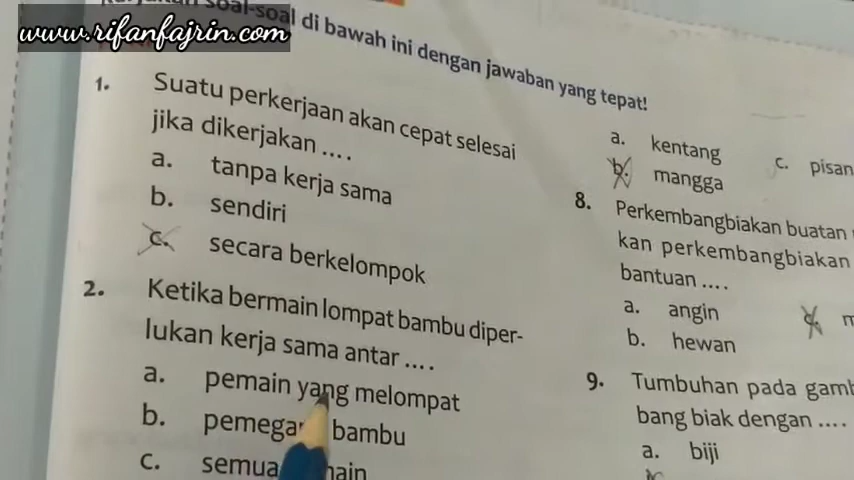 www.rifanfajrin.com
soal-soal di bawah ini dengan jawaban yang tepat!
1. Suatu perkerjaan akan cepat selesai
jika dikerjakan ....
a. tanpa kerja sama
b. sendiri
c. secara berkelompok
2. Ketika bermain lompat bambu diper-
lukan kerja sama antar ....
a. pemain yang melompat
b. bambu
c. semua
a. kentang
b. mangga
c.
8. Perkembangbiakan buatan
kan perkembangbiakan
bantuan ....
a. angin
b. hewan
c.
9. Tumbuhan pada
bang biak dengan ....
a. biji